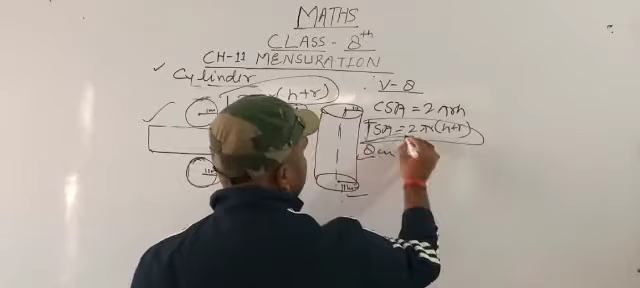 MATHS
CLASS - 8th
CH-11 MENSURATION
✓ Cylinder
(h+r)
V-8
CSA = 2πrh
TSA = 2πr(h+r)